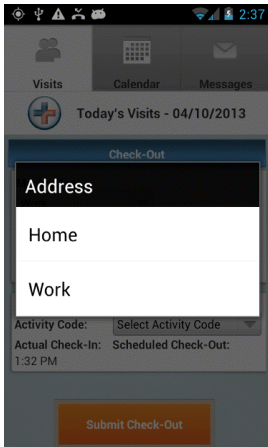 2:37
Visits Calendar Messages
Today's Visits - 04/10/2013
Check-Out
Address
Home
Work
Activity Code: Select Activity Code
Actual Check-In: Scheduled Check-Out:
1:32 PM
Submit Check-Out